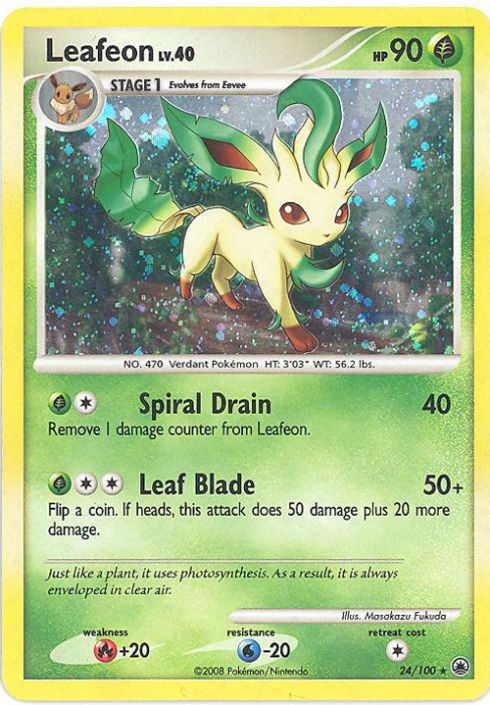 Leafeon LV.40 HP 90
STAGE 1 Evolves from Eevee
NO. 470 Verdant Pokémon HT: 3'03" WT: 56.2 lbs.
Spiral Drain 40
Remove 1 damage counter from Leafeon.
Leaf Blade 50+
Flip a coin. If heads, this attack does 50 damage plus 20 more
damage.
Just like a plant, it uses photosynthesis. As a result, it is always
enveloped in clear air.
Illus. Masakazu Fukuda
weakness resistance retreat cost
+20 -20
©2008 Pokémon/Nintendo 24/100 ★